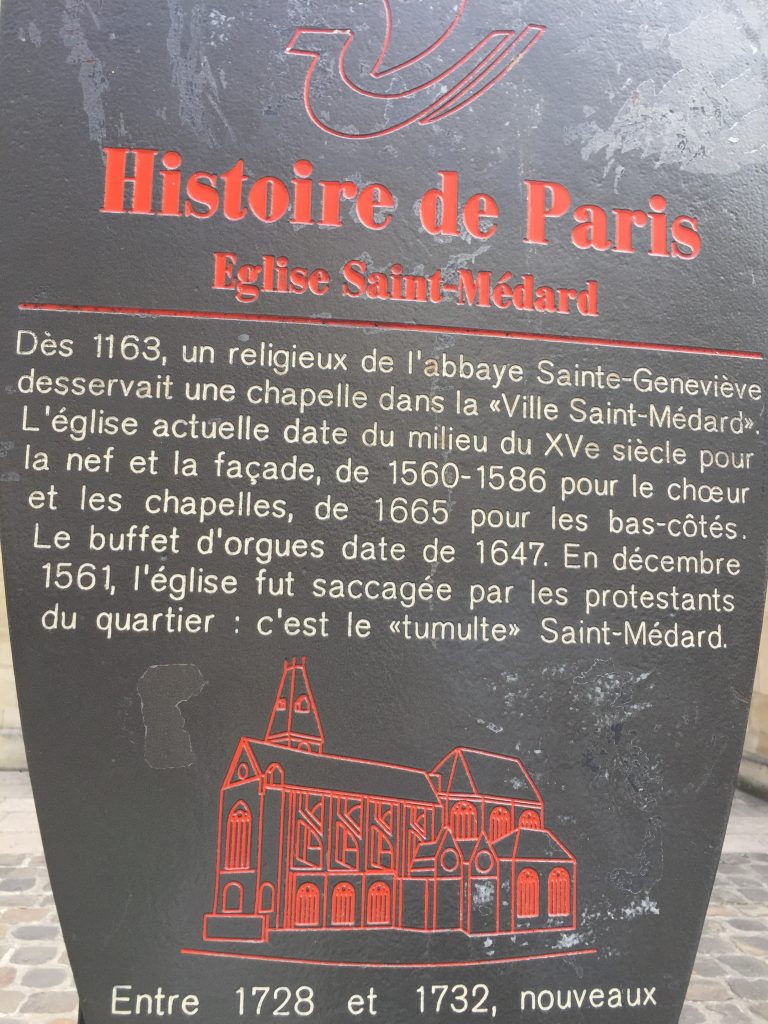 Histoire de Paris
Eglise Saint-Médard
Dès 1163, un religieux de l'abbaye Sainte-Geneviève
desservait une chapelle dans la «Ville Saint-Médard».
L'église actuelle date du milieu du XVe siècle pour
la nef et la façade, de 1560-1586 pour le chœur
et les chapelles, de 1665 pour les bas-côtés.
Le buffet d'orgues date de 1647. En décembre
1561, l'église fut saccagée par les protestants
du quartier : c'est le «tumulte» Saint-Médard.
Entre 1728 et 1732, nouveaux